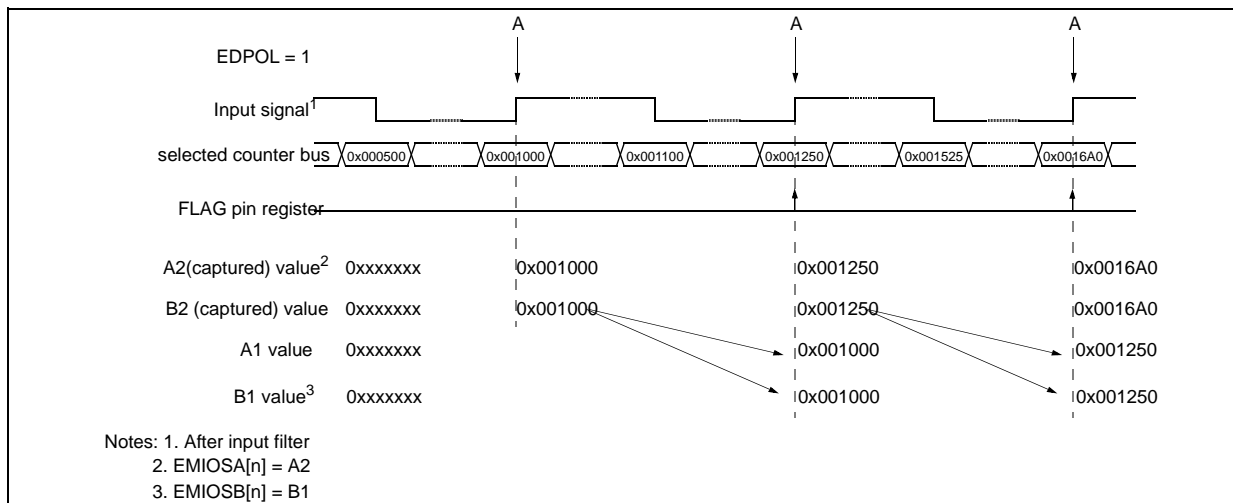 A A A
EDPOL = 1
Input signal1
selected counter bus 0x000500 0x001000 0x001100 0x001250 0x001525 0x0016A0
FLAG pin register
A2(captured) value2 0xxxxxxx 0x001000 0x001250 0x0016A0
B2 (captured) value 0xxxxxxx 0x001000 0x001250 0x0016A0
A1 value 0xxxxxxx 0x001000 0x001250
B1 value3 0xxxxxxx 0x001000 0x001250
Notes: 1. After input filter
2. EMIOSA[n] = A2
3. EMIOSB[n] = B1